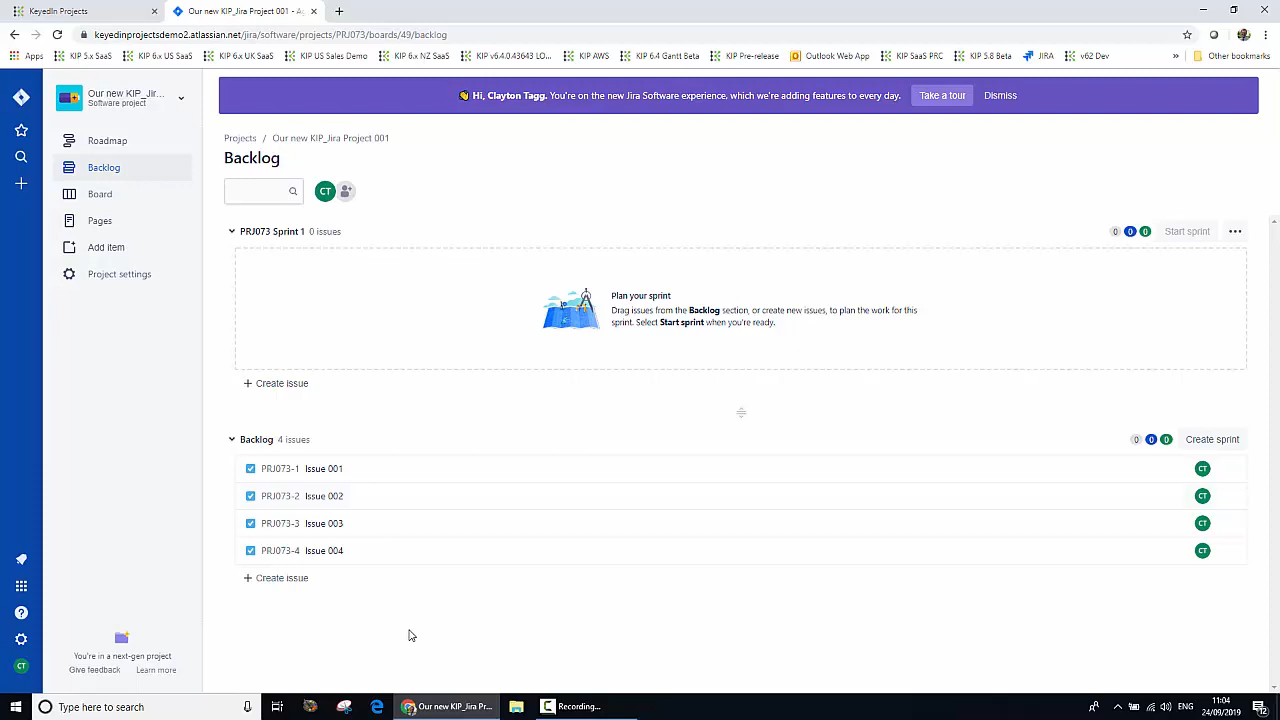 KeyedIn Projects
Our new KIP_Jira Project 001 - Ag
keyedinprojectsdemo2.atlassian.net/jira/software/projects/PRJ073/boards/49/backlog
Apps KIP 5.x SaaS KIP 6.x US SaaS KIP 6.x UK SaaS KIP US Sales Demo KIP 6.x NZ SaaS KIP v6.4.0.43643 LO... KIP AWS KIP 6.4 Gantt Beta KIP Pre-release Outlook Web App KIP SaaS PRC KIP 5.8 Beta JIRA v62 Dev » Other bookmarks
Our new KIP_Jir...
Software project
Roadmap
Backlog
Board
Pages
Add item
Project settings
You're in a next-gen project
Give feedback Learn more
CT
Hi, Clayton Tagg. You're on the new Jira Software experience, which we're adding features to every day. Take a tour Dismiss
Projects / Our new KIP_Jira Project 001
Backlog
CT
PRJ073 Sprint 1 0 issues 0 0 0 Start sprint
Plan your sprint
Drag issues from the Backlog section, or create new issues, to plan the work for this
sprint. Select Start sprint when you're ready.
+ Create issue
Backlog 4 issues 0 0 0 Create sprint
PRJ073-1 Issue 001 CT
PRJ073-2 Issue 002 CT
PRJ073-3 Issue 003 CT
PRJ073-4 Issue 004 CT
+ Create issue
Type here to search
Our new KIP_Jira Pr...
Recording...
11:04
24/09/2019
12